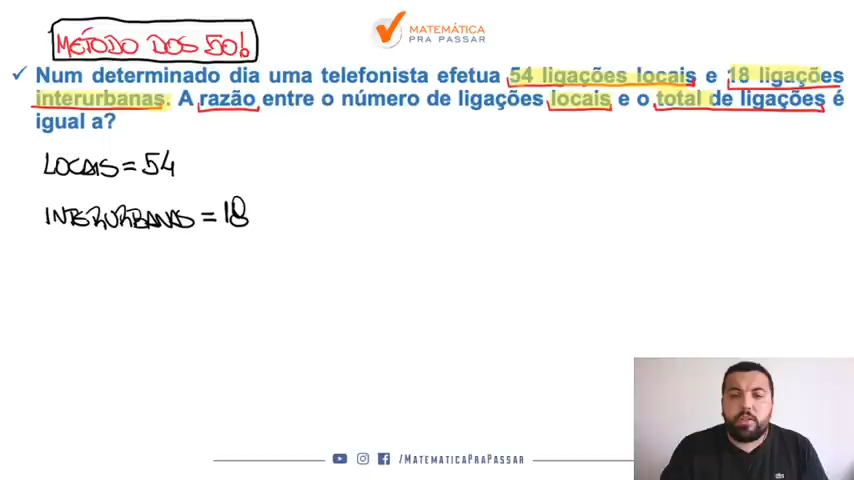 MÉTODO DOS 50!
MATEMÁTICA
PRA PASSAR
✓ Num determinado dia uma telefonista efetua 54 ligações locais e 18 ligações
interurbanas. A razão entre o número de ligações locais e o total de ligações é
igual a?
LOCAIS = 54
INTERURBANAS = 18
/MATEMATICAPRAPASSAR